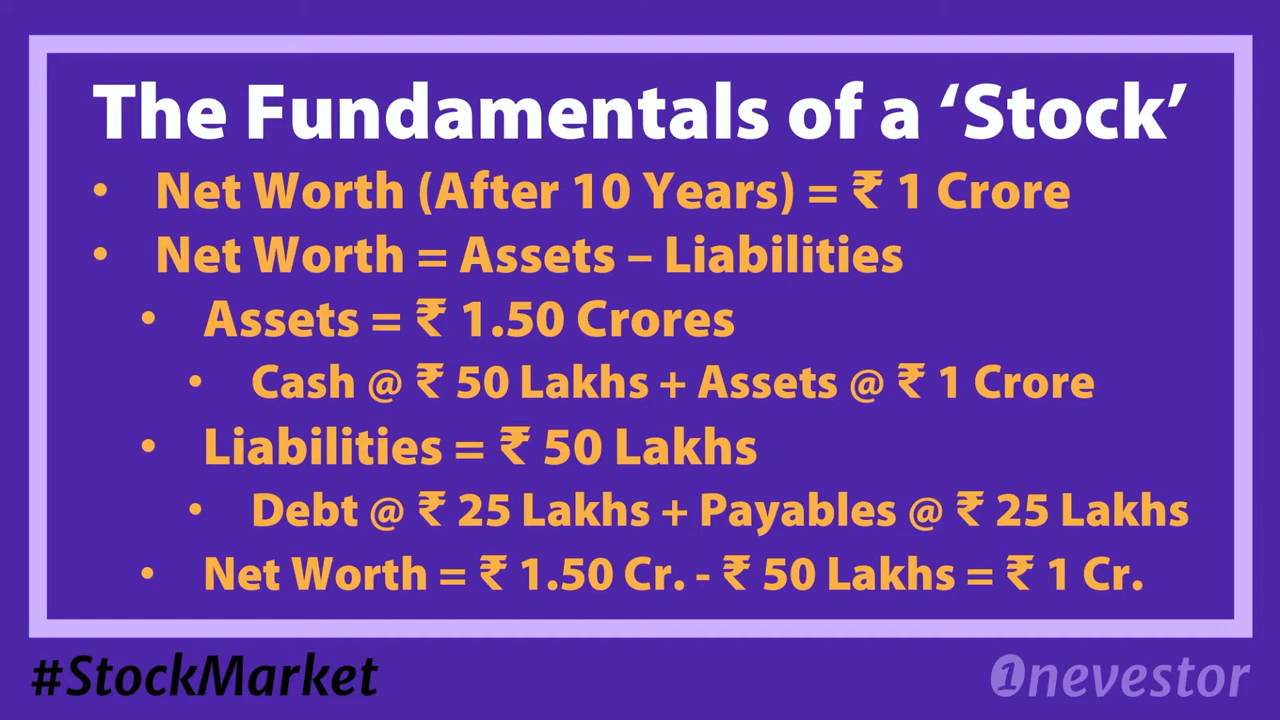 The Fundamentals of a ‘Stock’
• Net Worth (After 10 Years) = ₹ 1 Crore
• Net Worth = Assets – Liabilities
• Assets = ₹ 1.50 Crores
• Cash @ ₹ 50 Lakhs + Assets @ ₹ 1 Crore
• Liabilities = ₹ 50 Lakhs
• Debt @ ₹ 25 Lakhs + Payables @ ₹ 25 Lakhs
• Net Worth = ₹ 1.50 Cr. - ₹ 50 Lakhs = ₹ 1 Cr.
#StockMarket
1nevestor